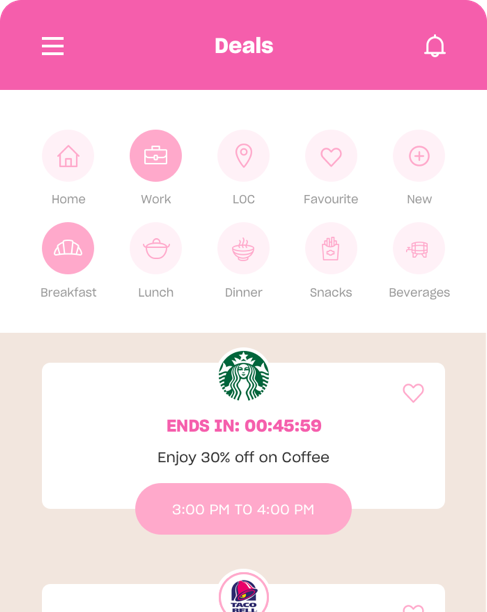 Deals
Home Work LOC Favourite New
Breakfast Lunch Dinner Snacks Beverages
ENDS IN: 00:45:59
Enjoy 30% off on Coffee
3:00 PM TO 4:00 PM
TACO
BELL